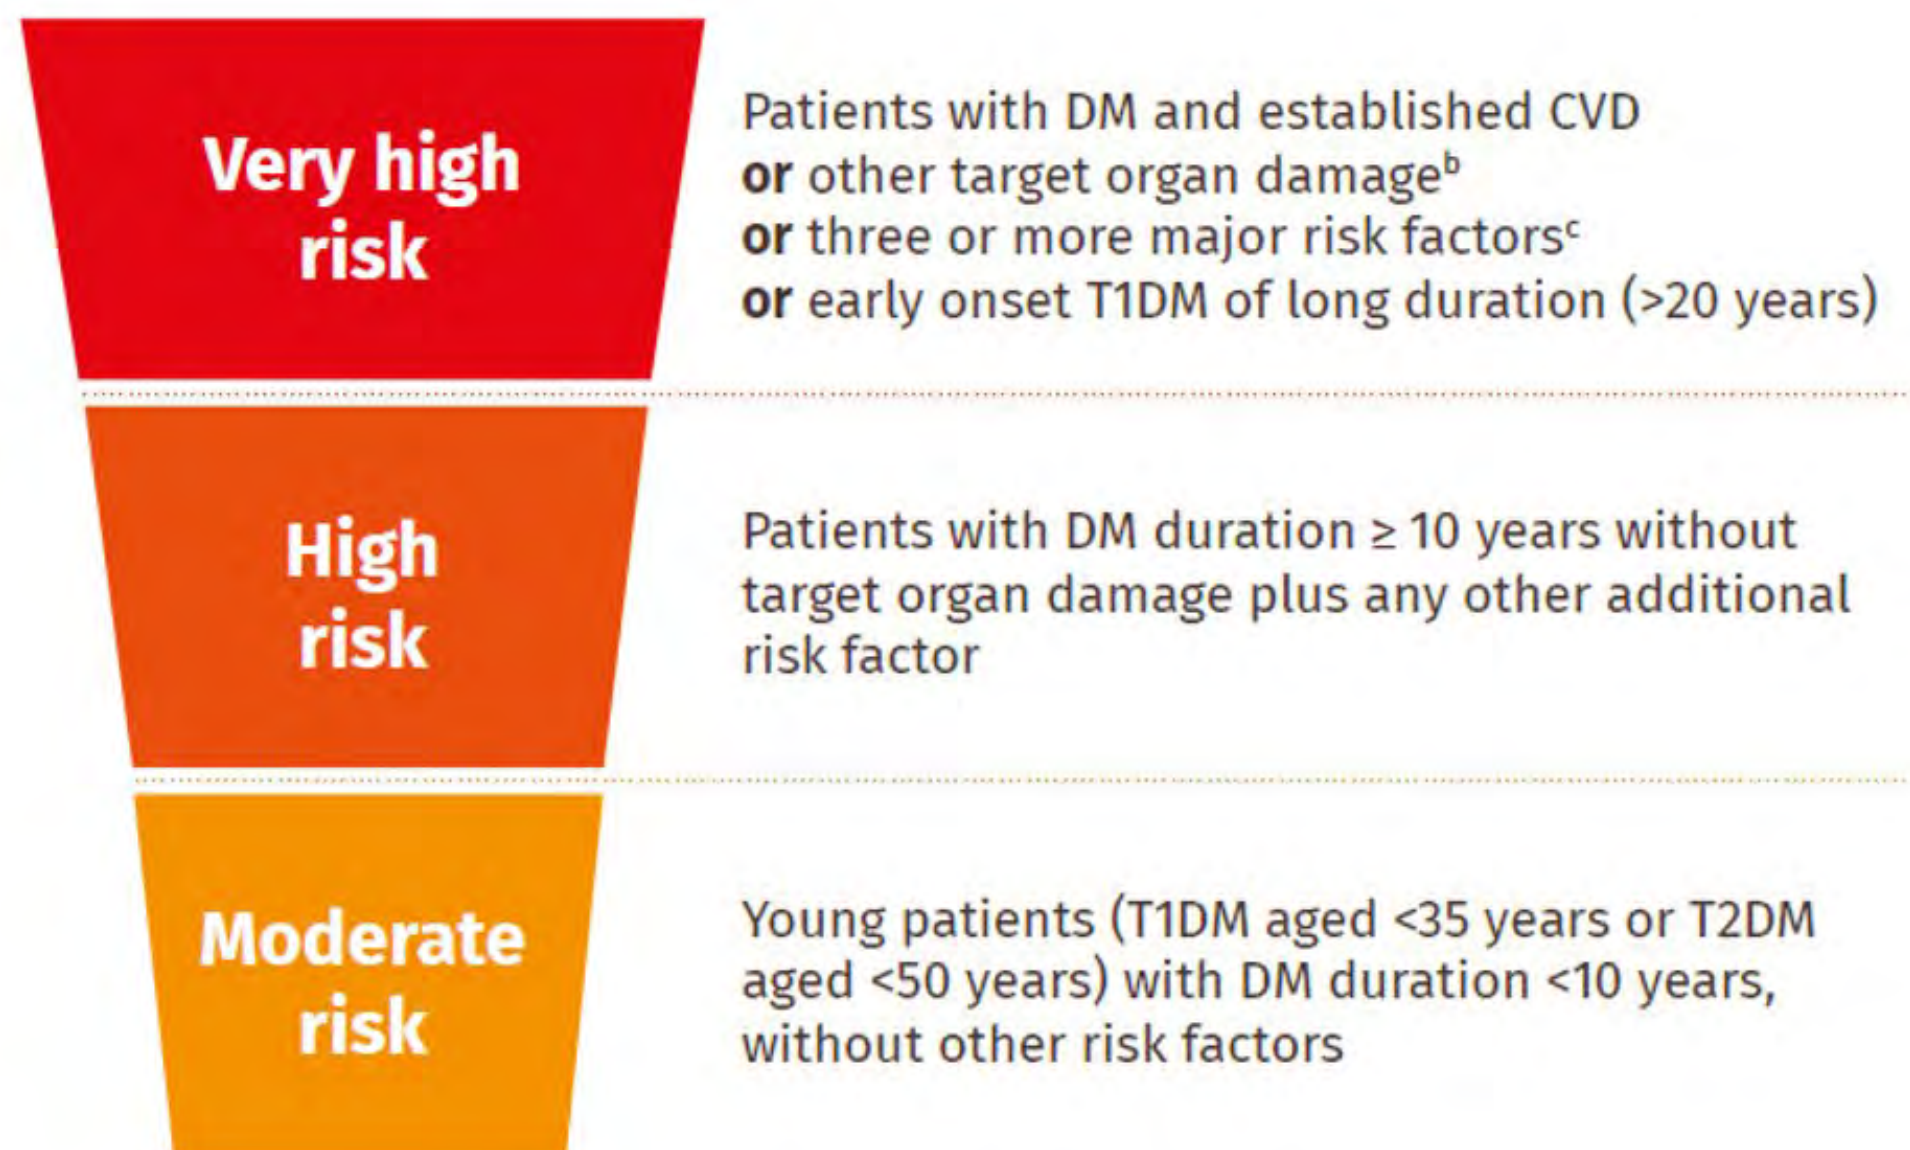 Very high
risk
Patients with DM and established CVD
or other target organ damageᵇ
or three or more major risk factorsᶜ
or early onset T1DM of long duration (>20 years)
High
risk
Patients with DM duration ≥ 10 years without
target organ damage plus any other additional
risk factor
Moderate
risk
Young patients (T1DM aged <35 years or T2DM
aged <50 years) with DM duration <10 years,
without other risk factors